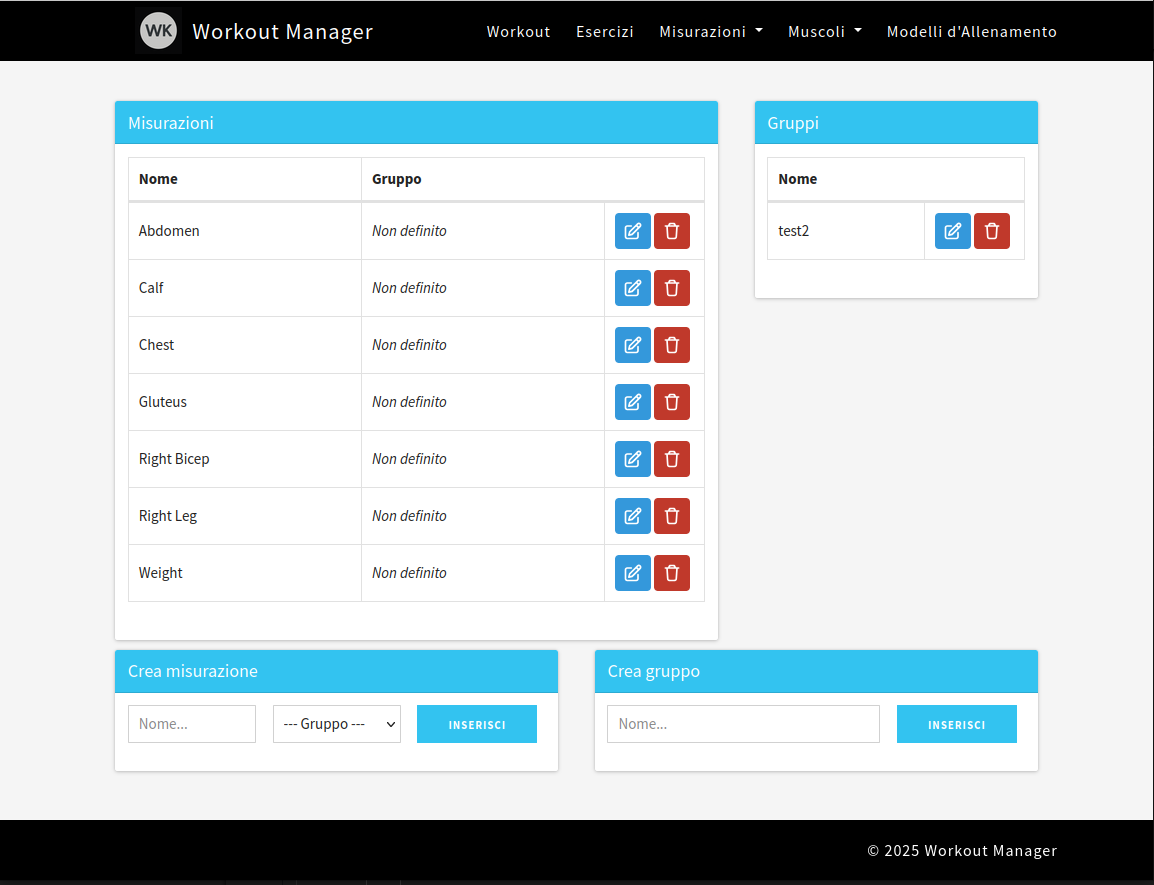 WK Workout Manager Workout Esercizi Misurazioni Muscoli Modelli d'Allenamento
Misurazioni
Nome Gruppo
Abdomen Non definito
Calf Non definito
Chest Non definito
Gluteus Non definito
Right Bicep Non definito
Right Leg Non definito
Weight Non definito
Gruppi
Nome
test2
Crea misurazione
Nome... --- Gruppo --- INSERISCI
Crea gruppo
Nome... INSERISCI
© 2025 Workout Manager